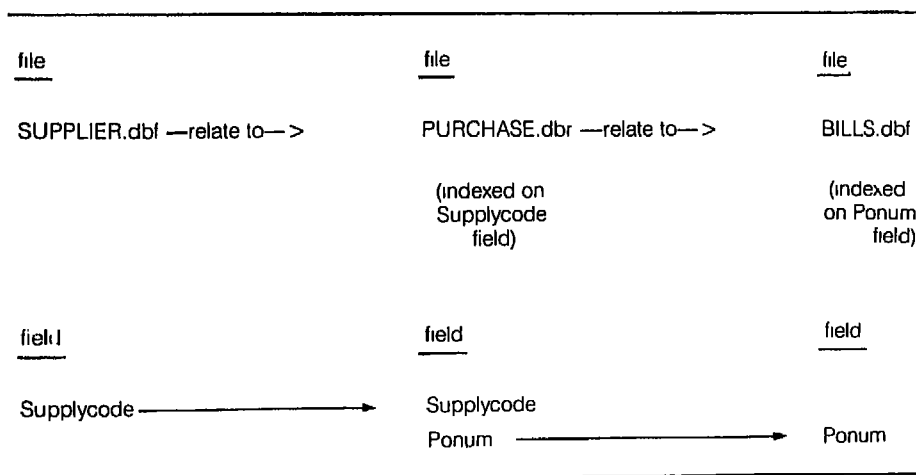 file file file
SUPPLIER.dbf —relate to— > PURCHASE.dbr —relate to— > BILLS.dbf
(indexed on (indexed
Supplycode on Ponum
field) field)
field field field
Supplycode Supplycode
Ponum Ponum